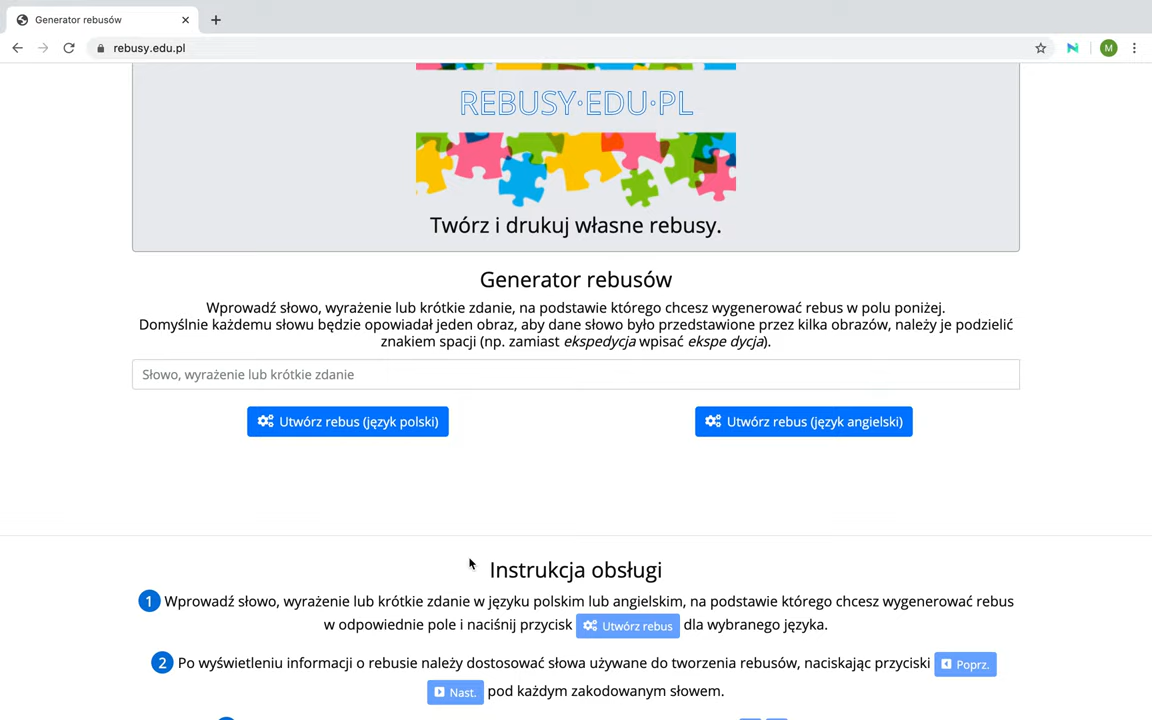 Generator rebusów
rebusy.edu.pl
M
REBUSY·EDU·PL
Twórz i drukuj własne rebusy.
Generator rebusów
Wprowadź słowo, wyrażenie lub krótkie zdanie, na podstawie którego chcesz wygenerować rebus w polu poniżej.
Domyślnie każdemu słowu będzie opowiadał jeden obraz, aby dane słowo było przedstawione przez kilka obrazów, należy je podzielić
znakiem spacji (np. zamiast ekspedycja wpisać ekspe dycja).
Słowo, wyrażenie lub krótkie zdanie
Utwórz rebus (język polski) Utwórz rebus (język angielski)
Instrukcja obsługi
1 Wprowadź słowo, wyrażenie lub krótkie zdanie w języku polskim lub angielskim, na podstawie którego chcesz wygenerować rebus
w odpowiednie pole i naciśnij przycisk Utwórz rebus dla wybranego języka.
2 Po wyświetleniu informacji o rebusie należy dostosować słowa używane do tworzenia rebusów, naciskając przyciski Poprz.
Nast. pod każdym zakodowanym słowem.